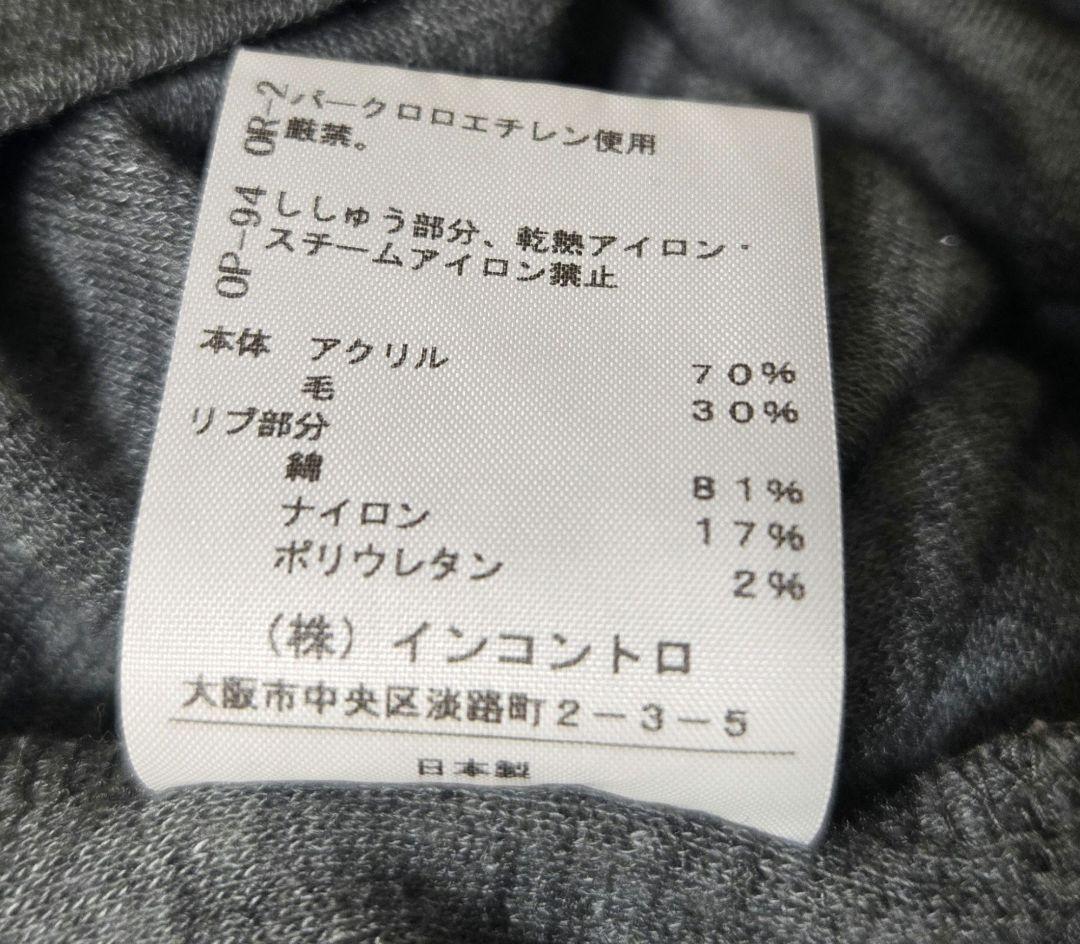 OR-2 パークロロエチレン使用
厳禁。
OP-94 ししゅう部分、乾熱アイロン・
スチームアイロン禁止
本体 アクリル 70%
毛 30%
リブ部分
綿 81%
ナイロン 17%
ポリウレタン 2%
(株)インコントロ
大阪市中央区淡路町2-3-5
日本製